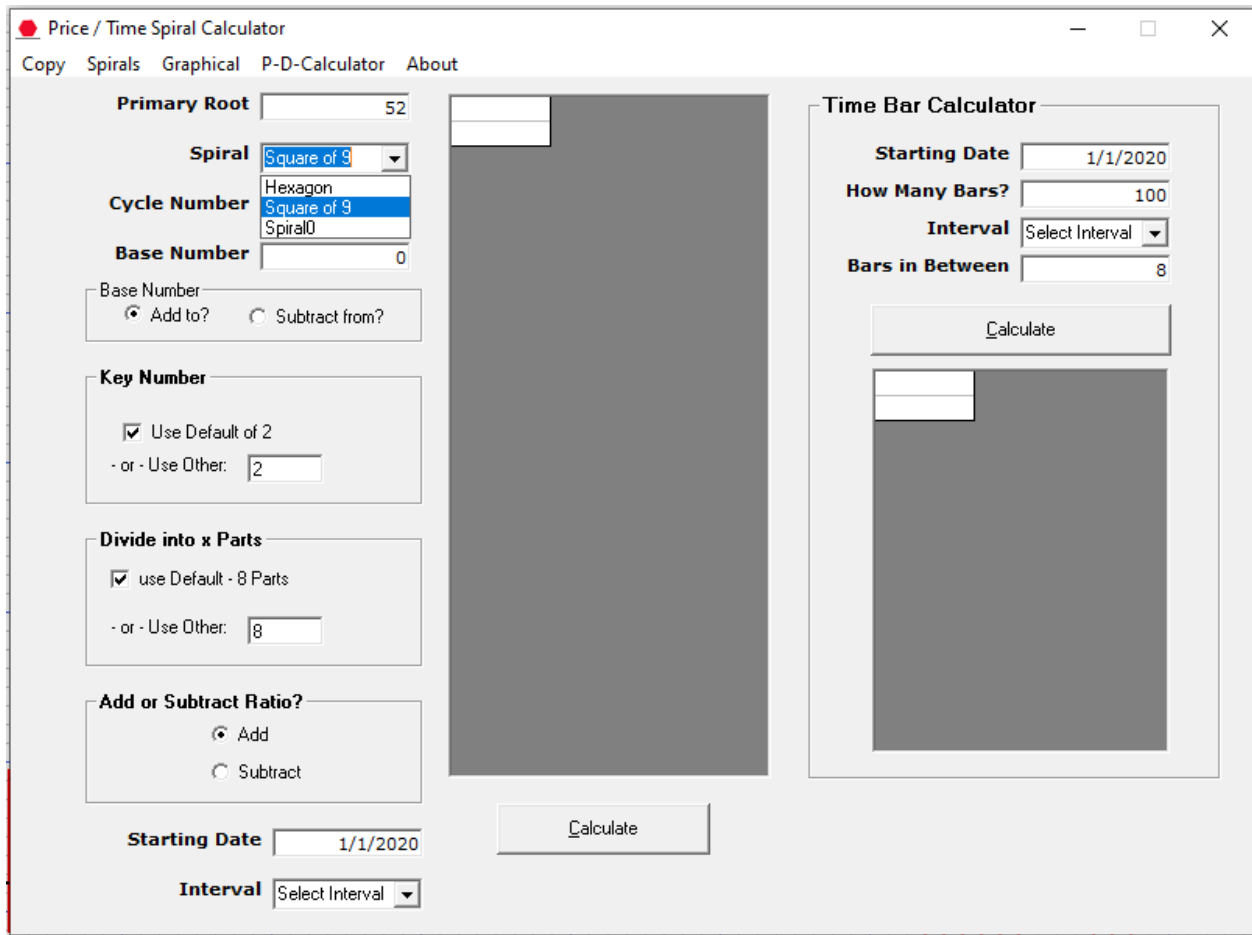 Price / Time Spiral Calculator
Copy Spirals Graphical P-D-Calculator About
Primary Root 52
Spiral Square of 9
Hexagon
Square of 9
Spiral0
Cycle Number
Base Number 0
Base Number
Add to? Subtract from?
Key Number
Use Default of 2
- or - Use Other: 2
Divide into x Parts
use Default - 8 Parts
- or - Use Other: 8
Add or Subtract Ratio?
Add
Subtract
Starting Date 1/1/2020
Interval Select Interval
Calculate
Time Bar Calculator
Starting Date 1/1/2020
How Many Bars? 100
Interval Select Interval
Bars in Between 8
Calculate